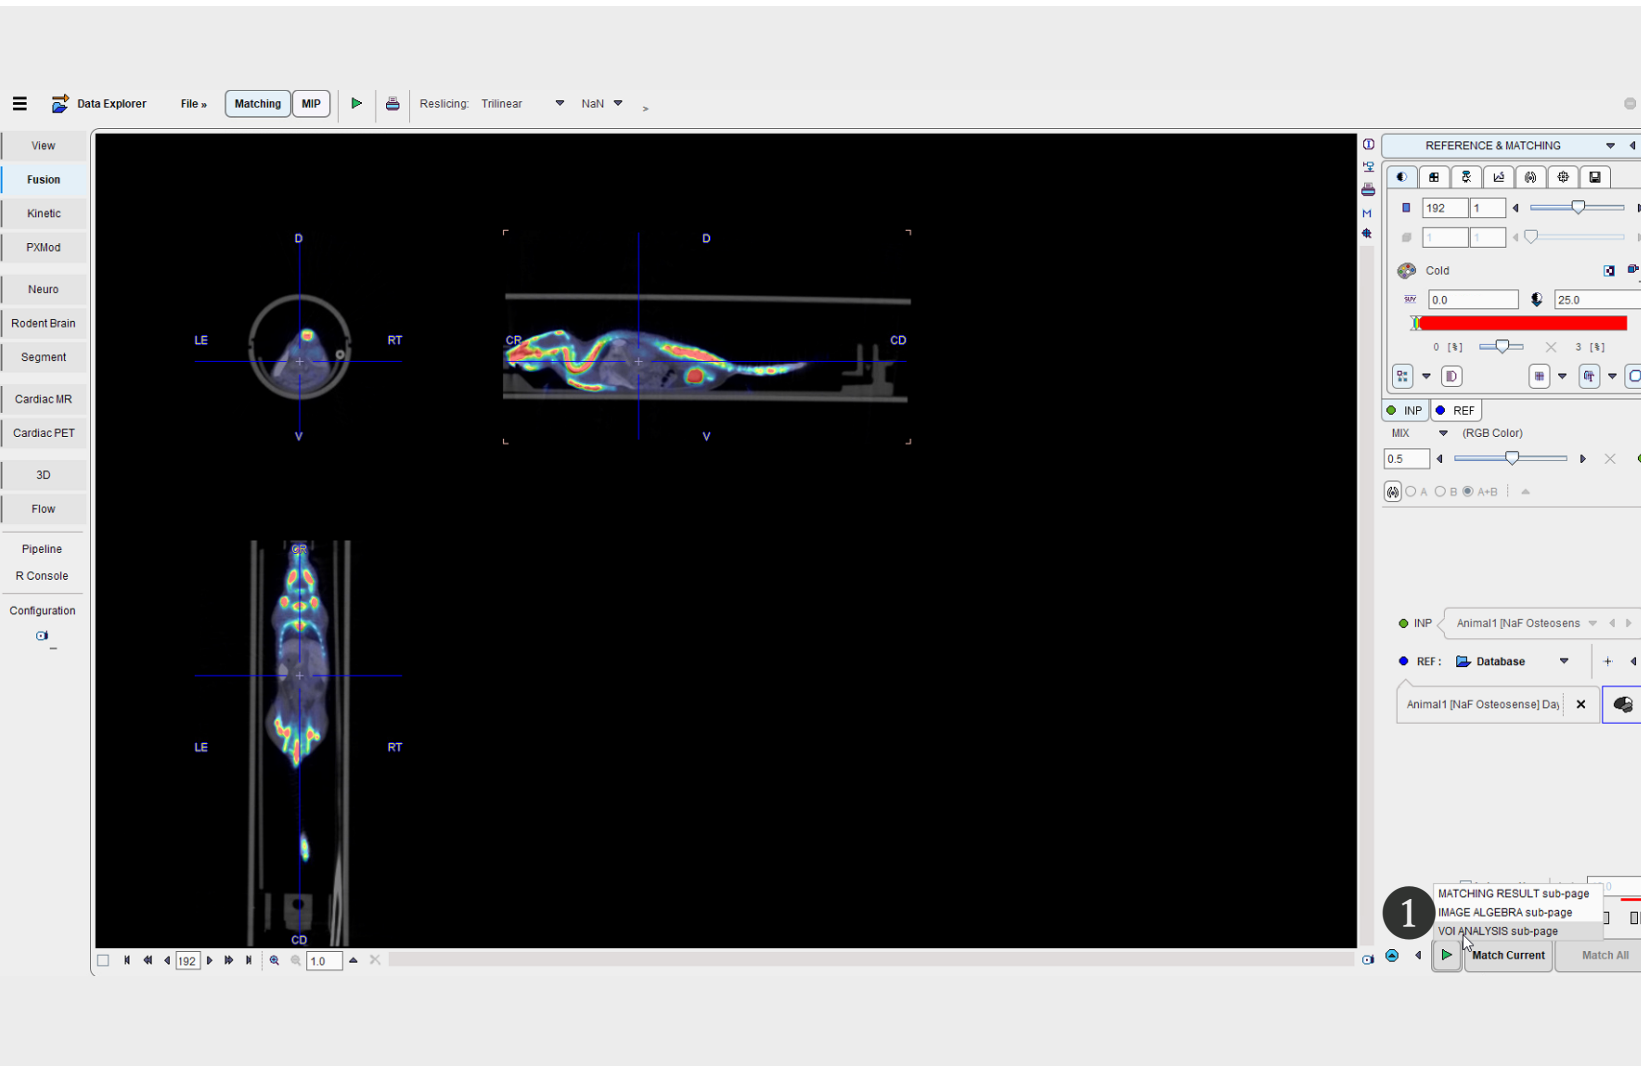 Data Explorer File » Matching MIP Reslicing: Trilinear NaN >
View
Fusion
Kinetic
PXMod
Neuro
Rodent Brain
Segment
Cardiac MR
Cardiac PET
3D
Flow
Pipeline
R Console
Configuration
D
LE RT
V
D
CR CD
V
CR
LE RT
CD
192 1.0
M
REFERENCE & MATCHING
192 1
1 1
Cold
SUV 0.0 25.0
0 [%] 3 [%]
INP REF
MIX (RGB Color)
0.5
A B A+B
INP Animal1 [NaF Osteosens
REF : Database
Animal1 [NaF Osteosense] Day
1
MATCHING RESULT sub-page
IMAGE ALGEBRA sub-page
VOI ANALYSIS sub-page
Match Current Match All